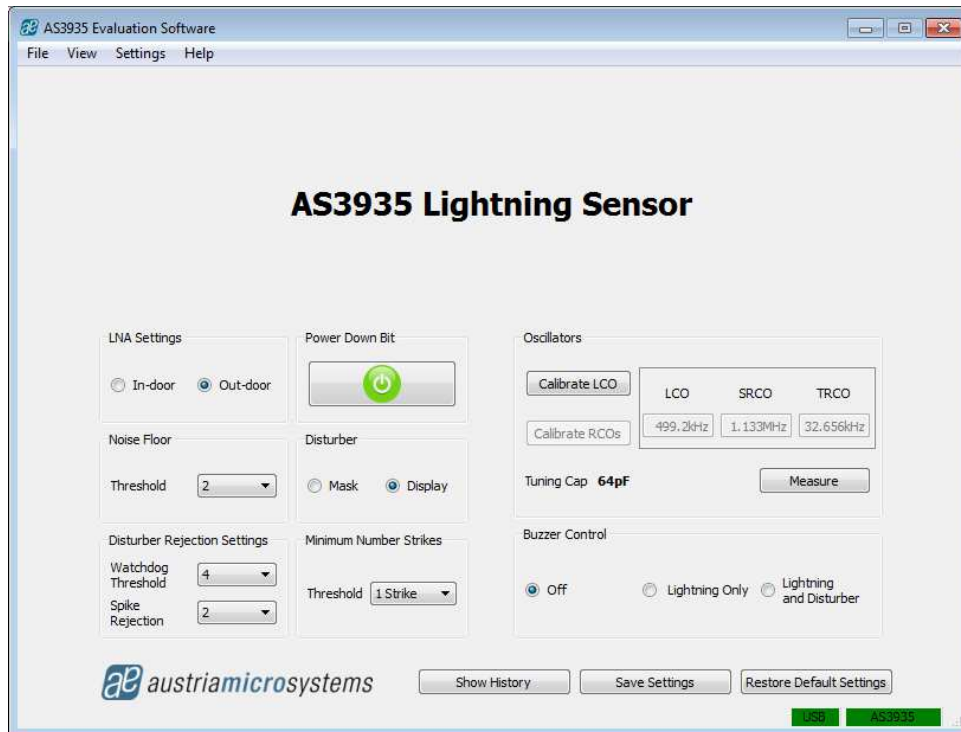 AS3935 Evaluation Software
File View Settings Help
AS3935 Lightning Sensor
LNA Settings
In-door Out-door
Power Down Bit
Noise Floor
Threshold 2
Disturber
Mask Display
Disturber Rejection Settings
Watchdog
Threshold
4
Spike
Rejection
2
Minimum Number Strikes
Threshold 1 Strike
Oscillators
Calibrate LCO
Calibrate RCOs
LCO SRCO TRCO
499.2kHz 1.133MHz 32.656kHz
Tuning Cap 64pF
Measure
Buzzer Control
Off
Lightning Only
Lightning
and Disturber
ae austriamicrosystems
Show History
Save Settings
Restore Default Settings
USB AS3935